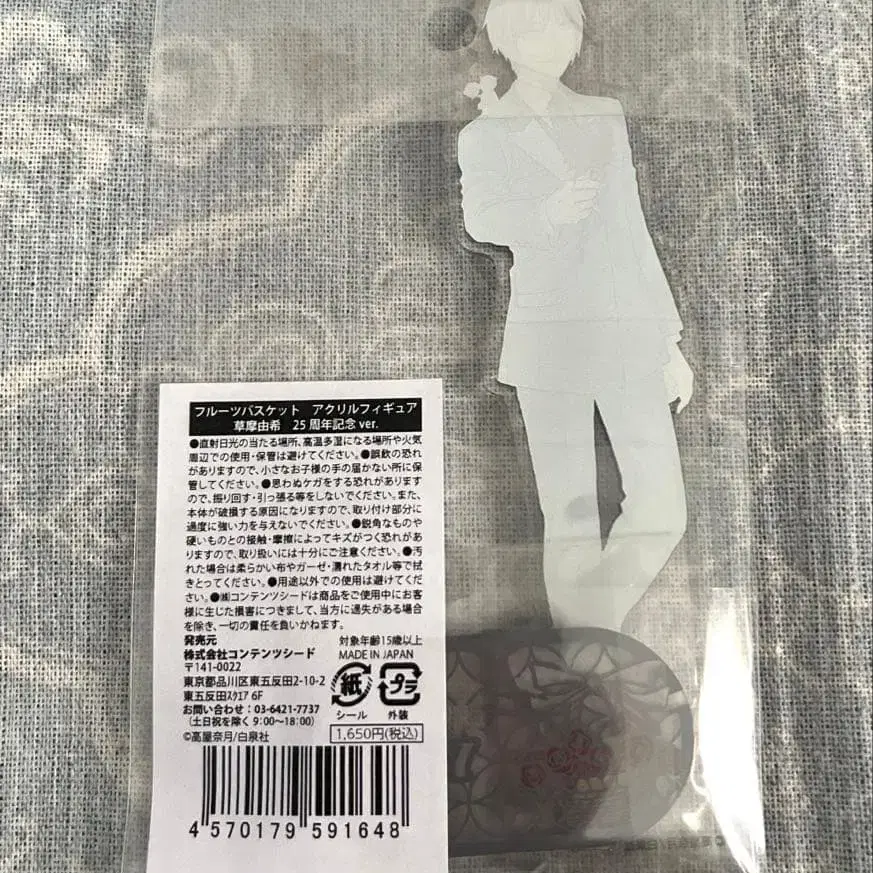 フルーツバスケット　アクリルフィギュア
草摩由希　25周年記念 ver.
●直射日光の当たる場所、高温多湿になる場所や火気
周辺での使用・保管は避けてください。●誤飲の恐れ
がありますので、小さなお子様の手の届かない所に保
管してください。●思わぬケガをする恐れがあります
ので、振り回す・引っ張る等をしないでください。また、
本体が破損する原因になりますので、取り付け部分に
過度に強い力を与えないでください。●鋭角なものや
硬いものとの接触・摩擦によってキズがつく恐れがあ
りますので、取り扱いには十分にご注意ください。●汚
れた場合は柔らかい布やガーゼ・濡れたタオル等で拭
きとってください。●用途以外での使用は避けてくださ
い。●㈱コンテンツシードは商品をご使用中にお客
様に生じた損害につきまして、当方に過失がある場合
を除き、一切の責任を負いかねます。
発売元
株式会社コンテンツシード
〒141-0022
東京都品川区東五反田2-10-2
東五反田ｽｸｴｱ 6F
お問い合わせ：03-6421-7737
（土日祝を除く 9:00〜18:00）
©高屋奈月/白泉社
対象年齢15歳以上
MADE IN JAPAN
紙 プラ
シール 外装
1,650円(税込)
4 570179 591648